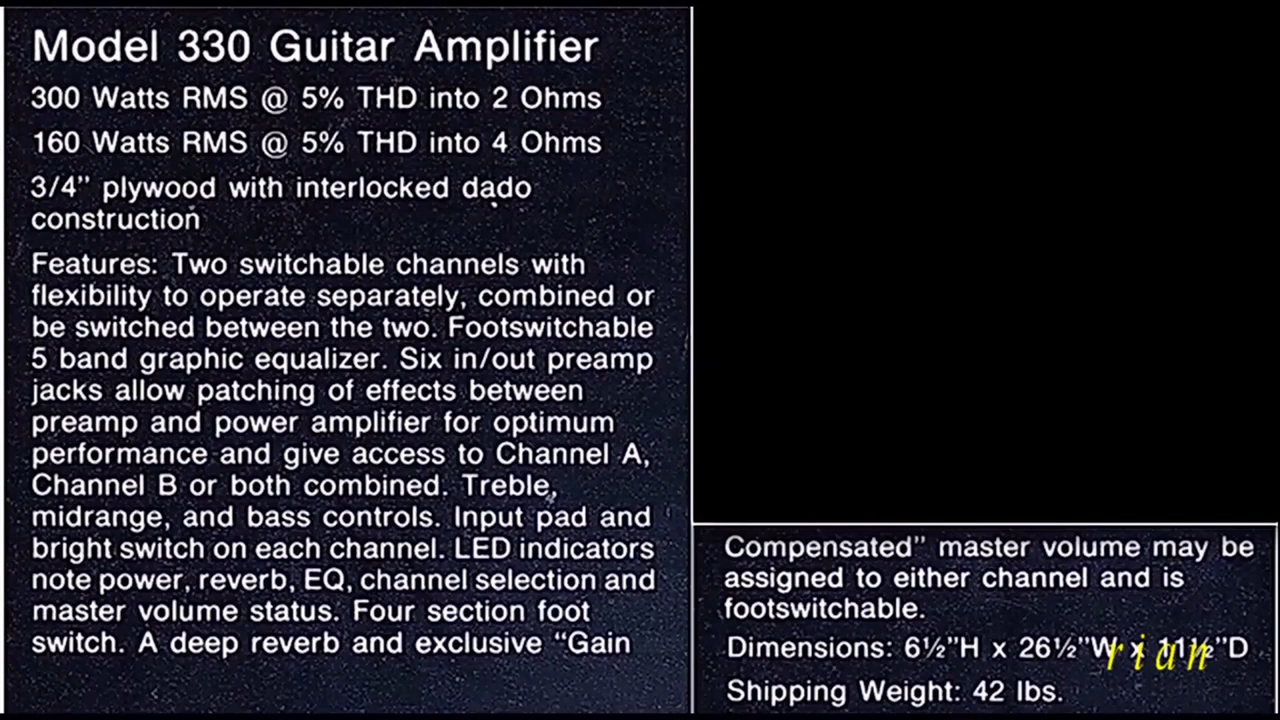 Model 330 Guitar Amplifier
300 Watts RMS @ 5% THD into 2 Ohms
160 Watts RMS @ 5% THD into 4 Ohms
3/4" plywood with interlocked dado
construction
Features: Two switchable channels with
flexibility to operate separately, combined or
be switched between the two. Footswitchable
5 band graphic equalizer. Six in/out preamp
jacks allow patching of effects between
preamp and power amplifier for optimum
performance and give access to Channel A,
Channel B or both combined. Treble,
midrange, and bass controls. Input pad and
bright switch on each channel. LED indicators
note power, reverb, EQ, channel selection and
master volume status. Four section foot
switch. A deep reverb and exclusive "Gain
Compensated" master volume may be
assigned to either channel and is
footswitchable.
Dimensions: 6½"H x 26½"W x 11½"D
rian
Shipping Weight: 42 lbs.